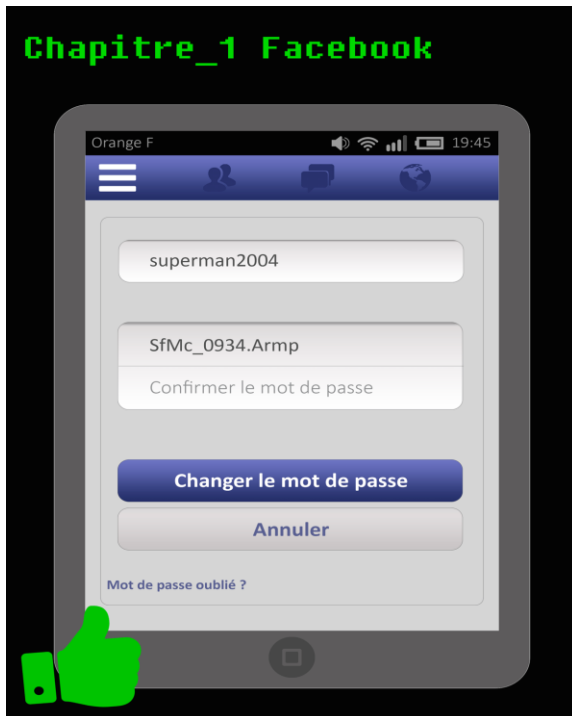 Chapitre_1 Facebook
Orange F 19:45
superman2004
SfMc_0934.Armp
Confirmer le mot de passe
Changer le mot de passe
Annuler
Mot de passe oublié ?